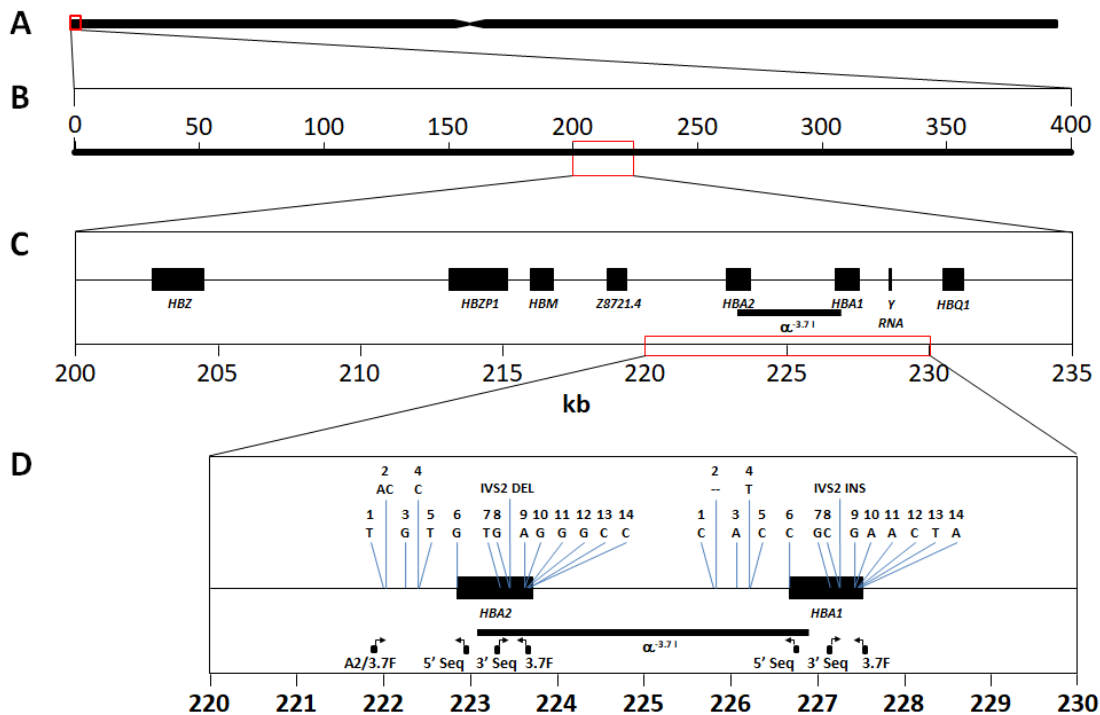 A
B
0 50 100 150 200 250 300 350 400
C
HBZ HBZP1 HBM Z8721.4 HBA2 HBA1 Y HBQ1
RNA
α-3.7 I
200 205 210 215 220 225 230 235
kb
D
2 4 2 4
AC C IVS2 DEL -- T IVS2 INS
1 3 5 6 7 8 9 10 11 12 13 14 1 3 5 6 7 8 9 10 11 12 13 14
T G T G T G A G G G C C C A C C G C G A A C T A
HBA2 HBA1
α-3.7 I
A2/3.7F 5' Seq 3' Seq 3.7F 5' Seq 3' Seq 3.7F
220 221 222 223 224 225 226 227 228 229 230